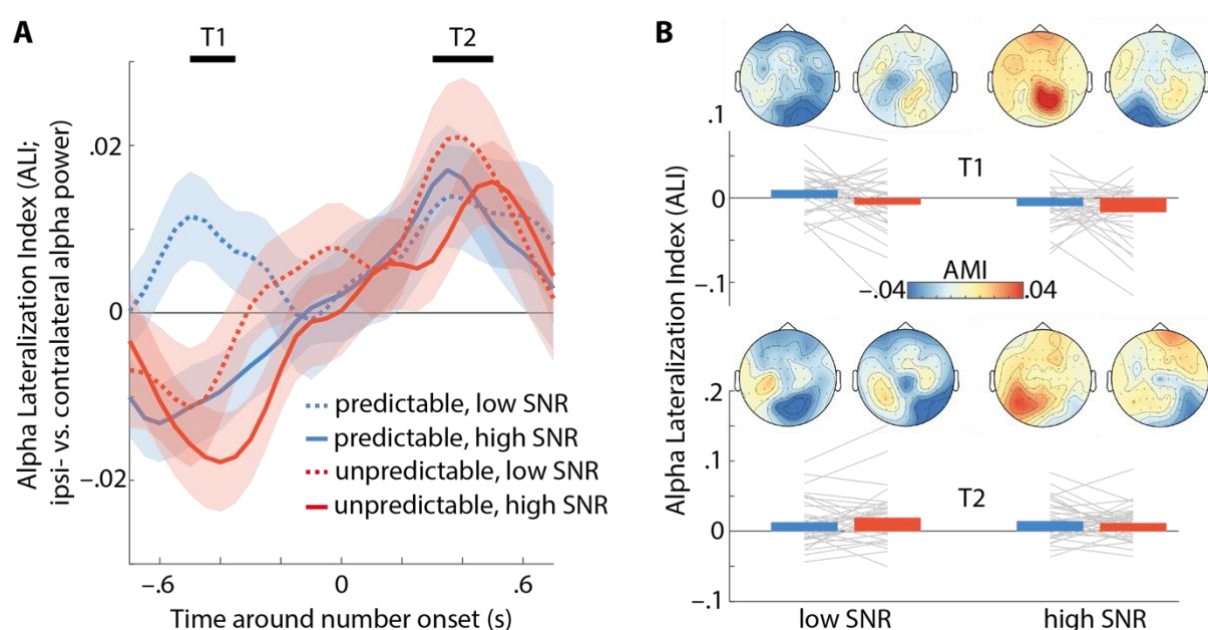 A
T1
T2
Alpha Lateralization Index (ALI;
ipsi- vs. contralateral alpha power)
.02
0
–.02
predictable, low SNR
predictable, high SNR
unpredictable, low SNR
unpredictable, high SNR
–.6
0
.6
Time around number onset (s)
B
Alpha Lateralization Index (ALI)
.1
T1
0
AMI
–.04
.04
–.1
.2
.1
T2
0
–.1
low SNR
high SNR